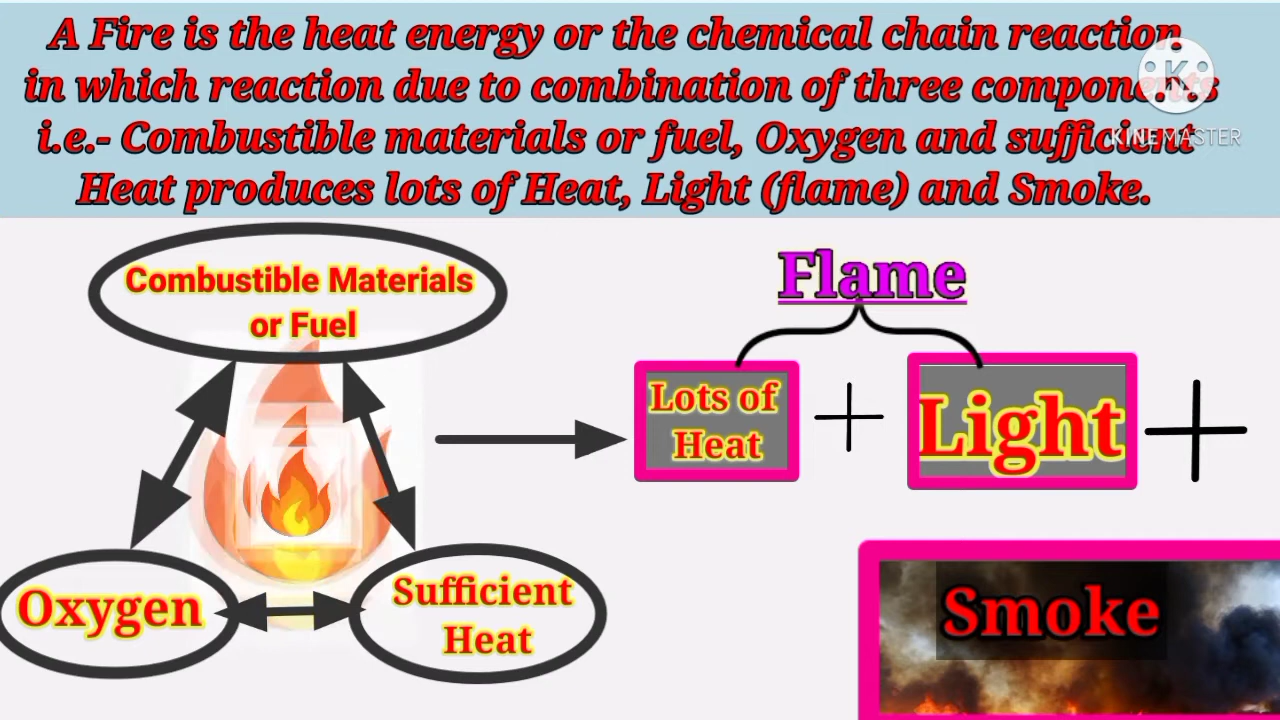 A Fire is the heat energy or the chemical chain reaction
in which reaction due to combination of three components
i.e.- Combustible materials or fuel, Oxygen and sufficient
Heat produces lots of Heat, Light (flame) and Smoke.
K
KINEMASTER
Combustible Materials
or Fuel
Oxygen
Sufficient
Heat
Flame
Lots of
Heat
+
Light
+
Smoke